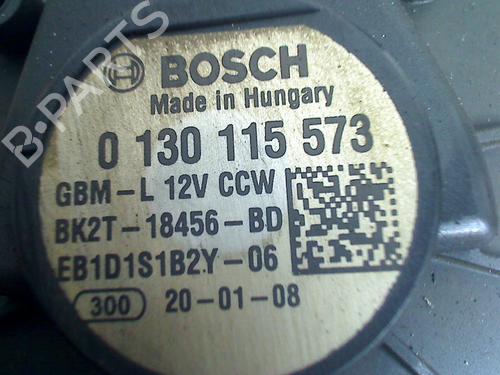 B-PARTS
BOSCH
Made in Hungary
0 130 115 573
GBM-L 12V CCW
BK2T-18456-BD
EB1D1S1B2Y-06
300 20-01-08